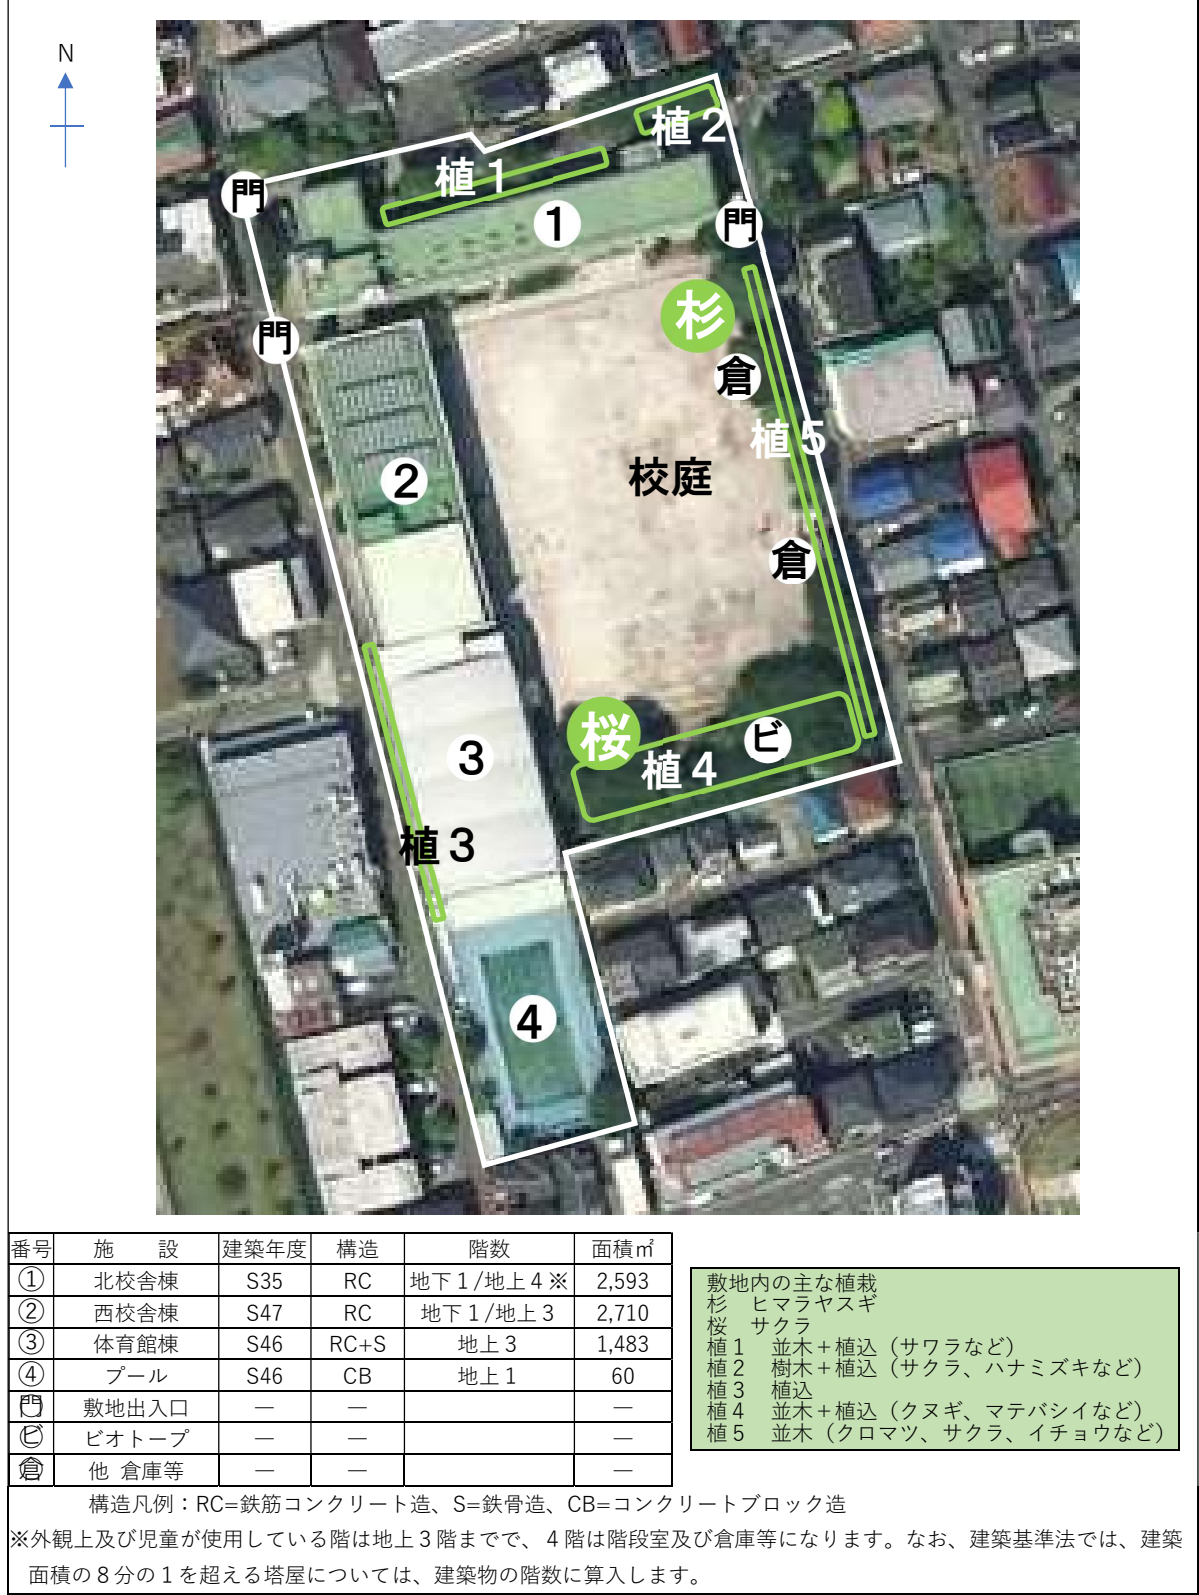 N
植２
植１
門
①
門
杉
門
倉
植５
②
校庭
倉
桜
ビ
③
植４
植３
④
番号 施 設 建築年度 構造 階数 面積㎡
① 北校舎棟 S35 RC 地下１/地上４※ 2,593
② 西校舎棟 S47 RC 地下１/地上３ 2,710
③ 体育館棟 S46 RC+S 地上３ 1,483
④ プール S46 CB 地上１ 60
門 敷地出入口 ― ― ―
ビ ビオトープ ― ― ―
倉 他 倉庫等 ― ― ―
敷地内の主な植栽
杉 ヒマラヤスギ
桜 サクラ
植１ 並木＋植込（サワラなど）
植２ 樹木＋植込（サクラ、ハナミズキなど）
植３ 植込
植４ 並木＋植込（クヌギ、マテバシイなど）
植５ 並木（クロマツ、サクラ、イチョウなど）
構造凡例：RC=鉄筋コンクリート造、S=鉄骨造、CB=コンクリートブロック造
※外観上及び児童が使用している階は地上３階までで、４階は階段室及び倉庫等になります。なお、建築基準法では、建築
面積の８分の１を超える塔屋については、建築物の階数に算入します。